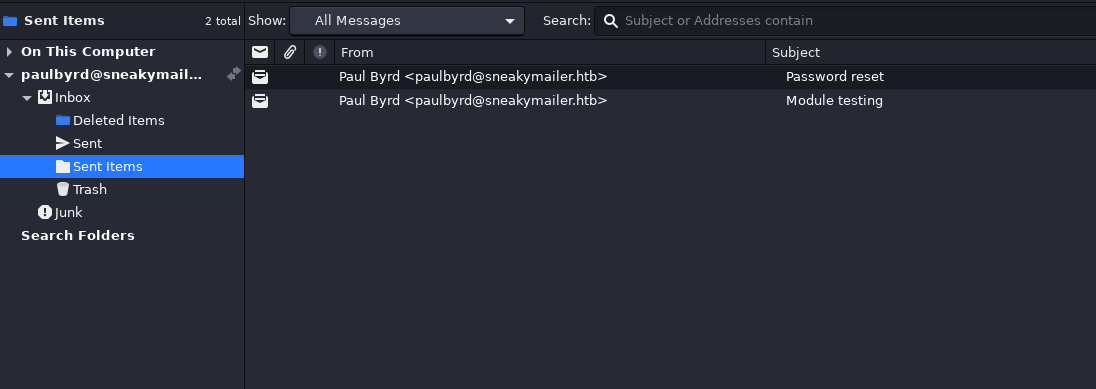 Sent Items 2 total Show: All Messages Search: Subject or Addresses contain
On This Computer
paulbyrd@sneakymail...
Inbox
Deleted Items
Sent
Sent Items
Trash
Junk
Search Folders
From Subject
Paul Byrd <paulbyrd@sneakymailer.htb> Password reset
Paul Byrd <paulbyrd@sneakymailer.htb> Module testing